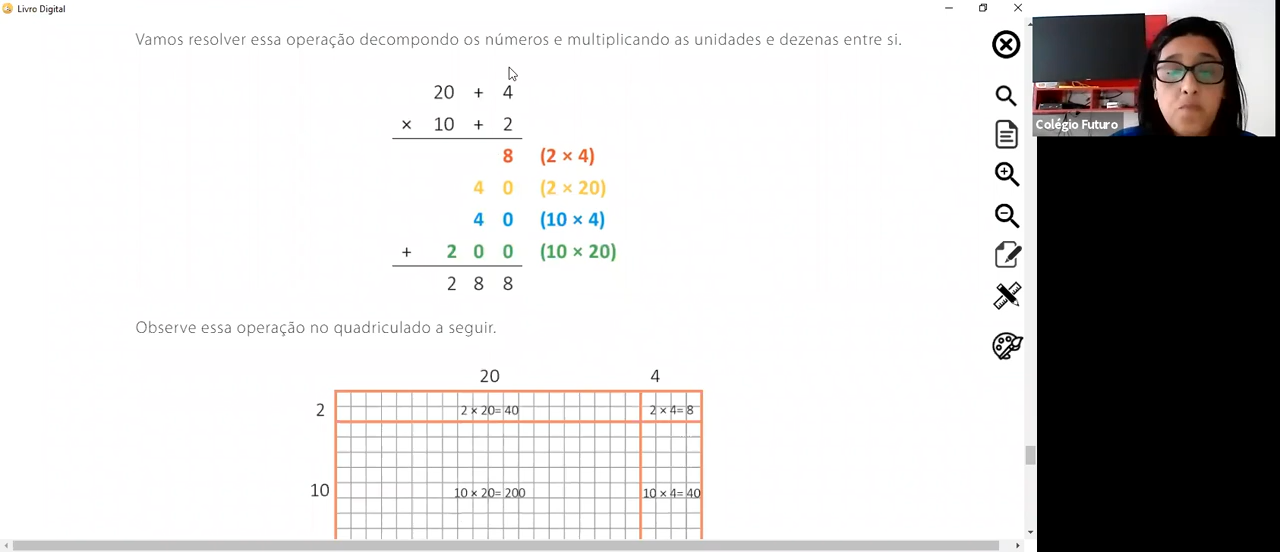 Livro Digital
Vamos resolver essa operação decompondo os números e multiplicando as unidades e dezenas entre si.
20 + 4
× 10 + 2
8 (2 × 4)
4 0 (2 × 20)
4 0 (10 × 4)
+ 2 0 0 (10 × 20)
2 8 8
Observe essa operação no quadriculado a seguir.
20 4
2 2 × 20= 40 2 × 4= 8
10 10 × 20= 200 10 × 4= 40
Colégio Futuro